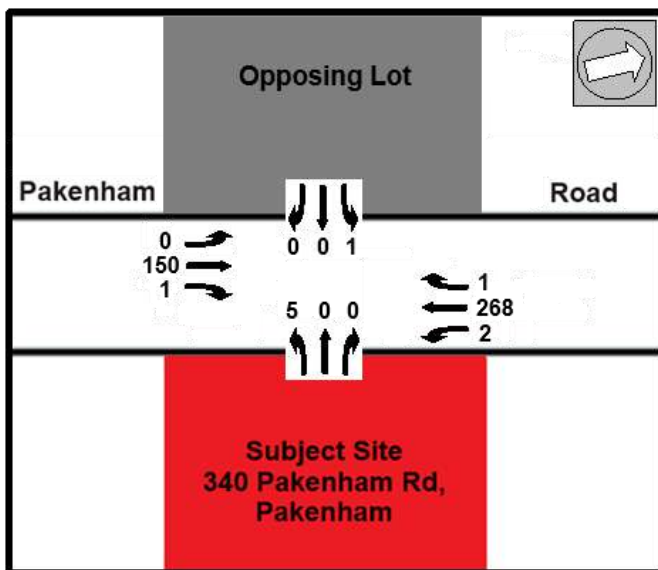 Opposing Lot
Pakenham Road
0 0 0 1
150
1 1
5 0 0 268
2
Subject Site
340 Pakenham Rd,
Pakenham